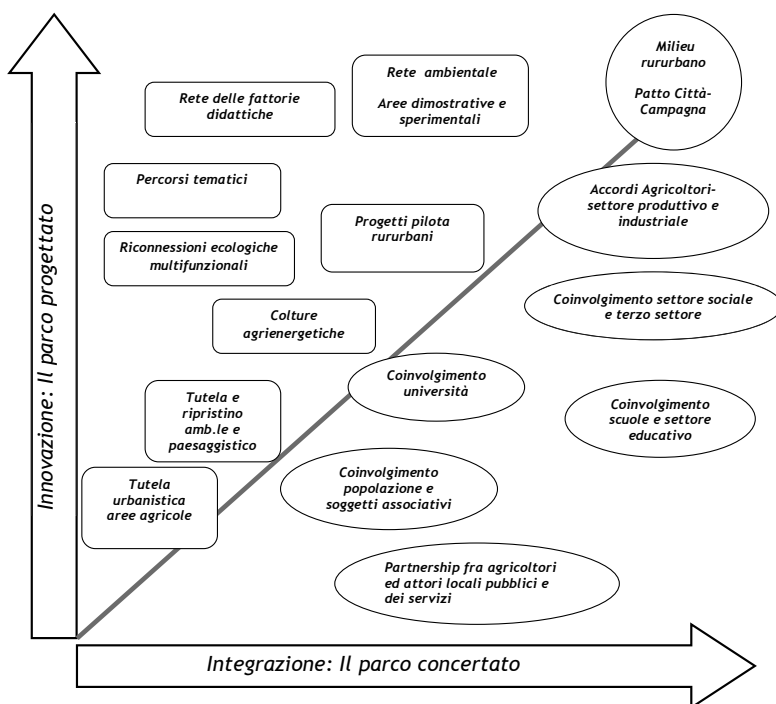 Milieu
rururbano
Patto Città-
Campagna
Rete ambientale
Aree dimostrative e
sperimentali
Rete delle fattorie
didattiche
Percorsi tematici
Accordi Agricoltori-
settore produttivo e
industriale
Progetti pilota
rururbani
Riconnessioni ecologiche
multifunzionali
Coinvolgimento settore sociale
e terzo settore
Colture
agrienergetiche
Coinvolgimento
università
Tutela e
ripristino
amb.le e
paesaggistico
Coinvolgimento
scuole e settore
educativo
Tutela
urbanistica
aree agricole
Coinvolgimento
popolazione e
soggetti associativi
Partnership fra agricoltori
ed attori locali pubblici e
dei servizi
Innovazione: Il parco progettato
Integrazione: Il parco concertato